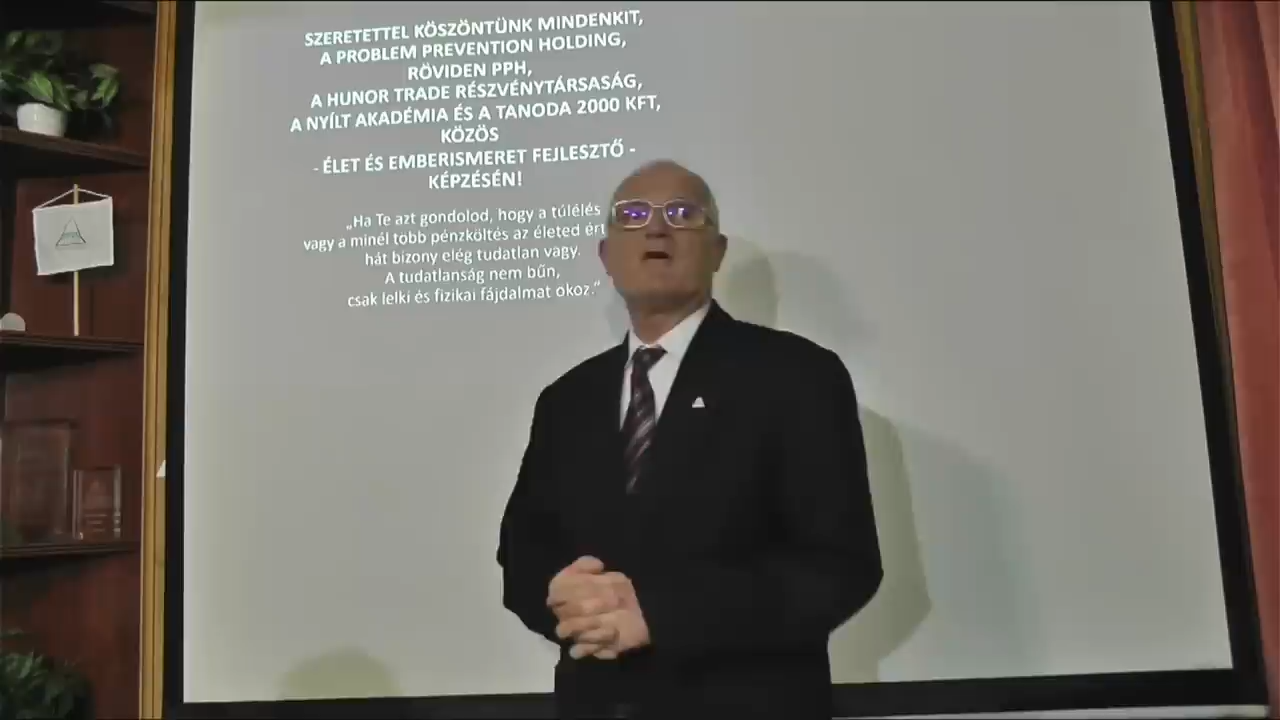 SZERETETTEL KÖSZÖNTÜNK MINDENKIT,
A PROBLEM PREVENTION HOLDING,
RÖVIDEN PPH,
A HUNOR TRADE RÉSZVÉNYTÁRSASÁG,
A NYÍLT AKADÉMIA ÉS A TANODA 2000 KFT,
KÖZÖS
- ÉLET ÉS EMBERISMERET FEJLESZTŐ -
KÉPZÉSÉN!
„Ha Te azt gondolod, hogy a túlélés
vagy a minél több pénzköltés az életed ért
hát bizony elég tudatlan vagy.
A tudatlanság nem bűn,
csak lelki és fizikai fájdalmat okoz.”